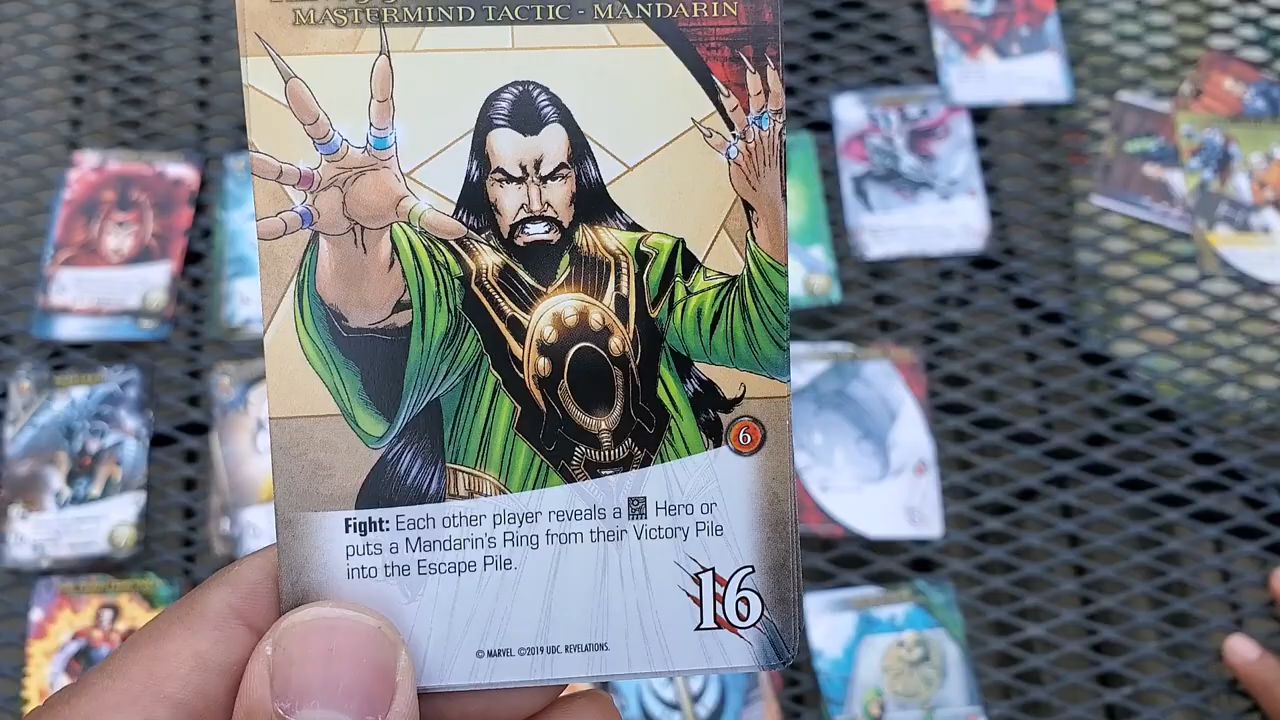 MASTERMIND TACTIC - MANDARIN
6
Fight: Each other player reveals a Hero or
puts a Mandarin's Ring from their Victory Pile
into the Escape Pile.
16
© MARVEL. ©2019 UDC. REVELATIONS.